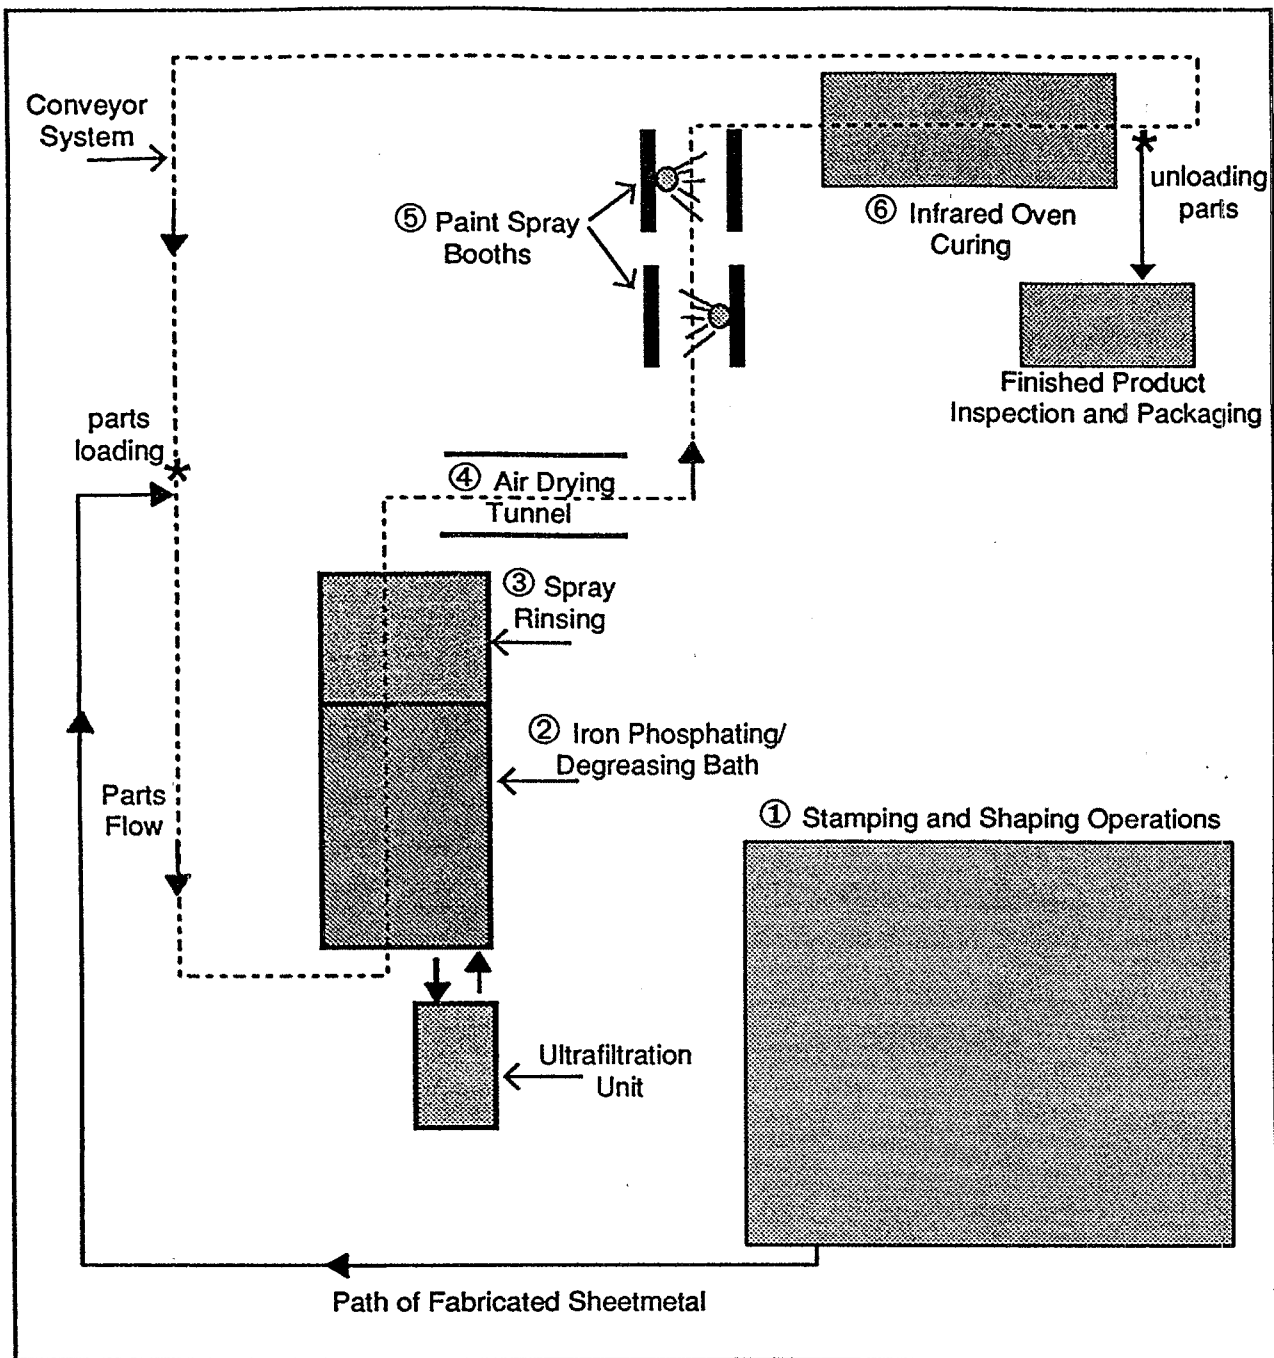 Conveyor
System
⑤ Paint Spray
Booths
⑥ Infrared Oven
Curing
unloading
parts
Finished Product
Inspection and Packaging
parts
loading
④ Air Drying
Tunnel
③ Spray
Rinsing
② Iron Phosphating/
Degreasing Bath
Parts
Flow
① Stamping and Shaping Operations
Ultrafiltration
Unit
Path of Fabricated Sheetmetal